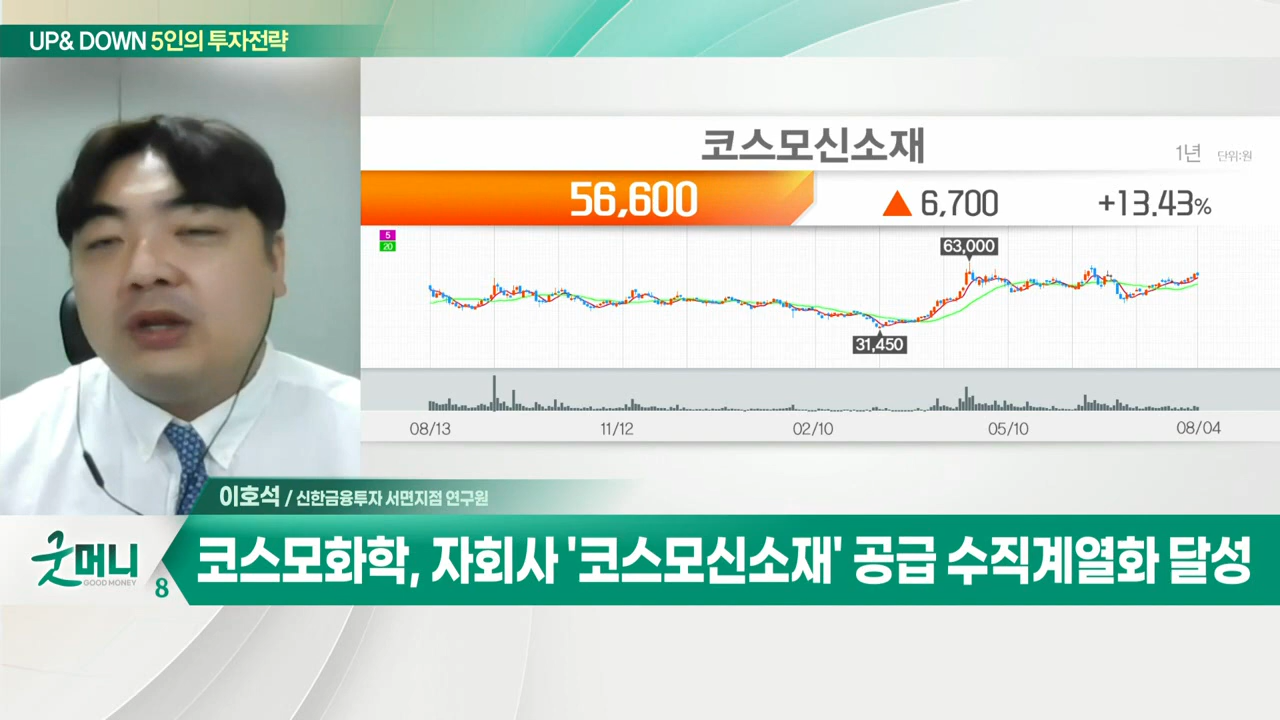 UP& DOWN 5인의 투자전략
코스모신소재
1년 단위:원
56,600 ▲ 6,700 +13.43%
5
20
63,000
31,450
08/13 11/12 02/10 05/10 08/04
이호석 / 신한금융투자 서면지점 연구원
굿머니
GOOD MONEY
8
코스모화학, 자회사 '코스모신소재' 공급 수직계열화 달성